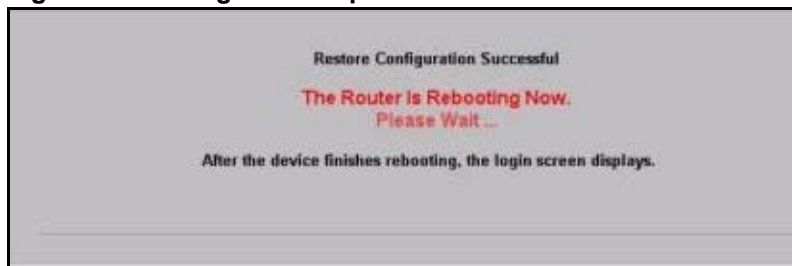 Restore Configuration Successful
The Router Is Rebooting Now.
Please Wait ...
After the device finishes rebooting, the login screen displays.